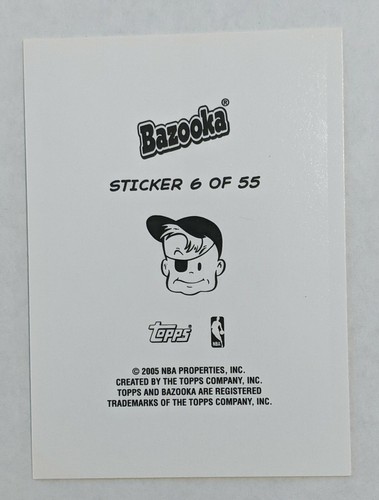 Bazooka®
STICKER 6 OF 55
topps®
NBA
© 2005 NBA PROPERTIES, INC.
CREATED BY THE TOPPS COMPANY, INC.
TOPPS AND BAZOOKA ARE REGISTERED
TRADEMARKS OF THE TOPPS COMPANY, INC.